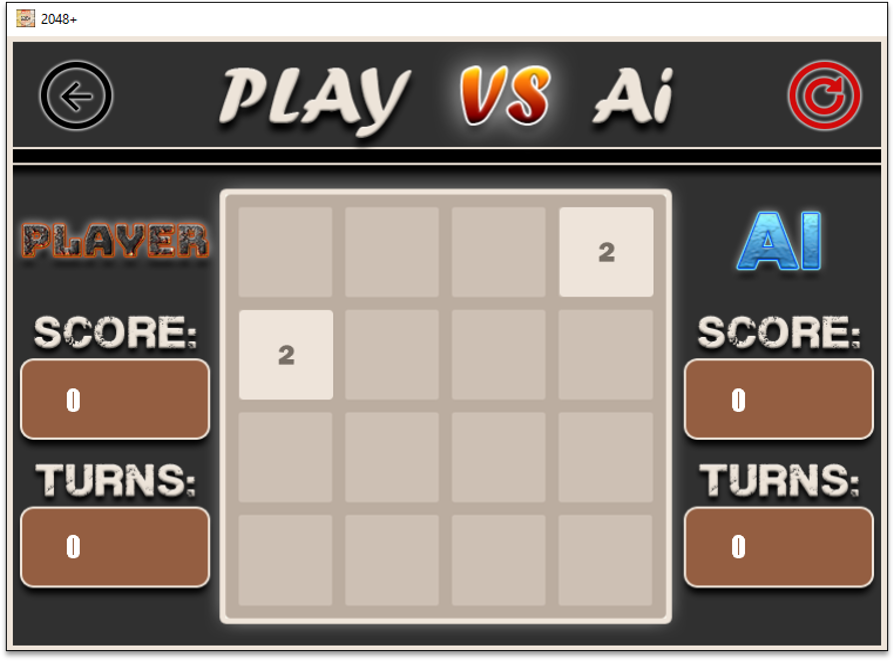 2048+
PLAY VS Ai
PLAYER
AI
2
2
SCORE:
SCORE:
0
0
TURNS:
TURNS:
0
0